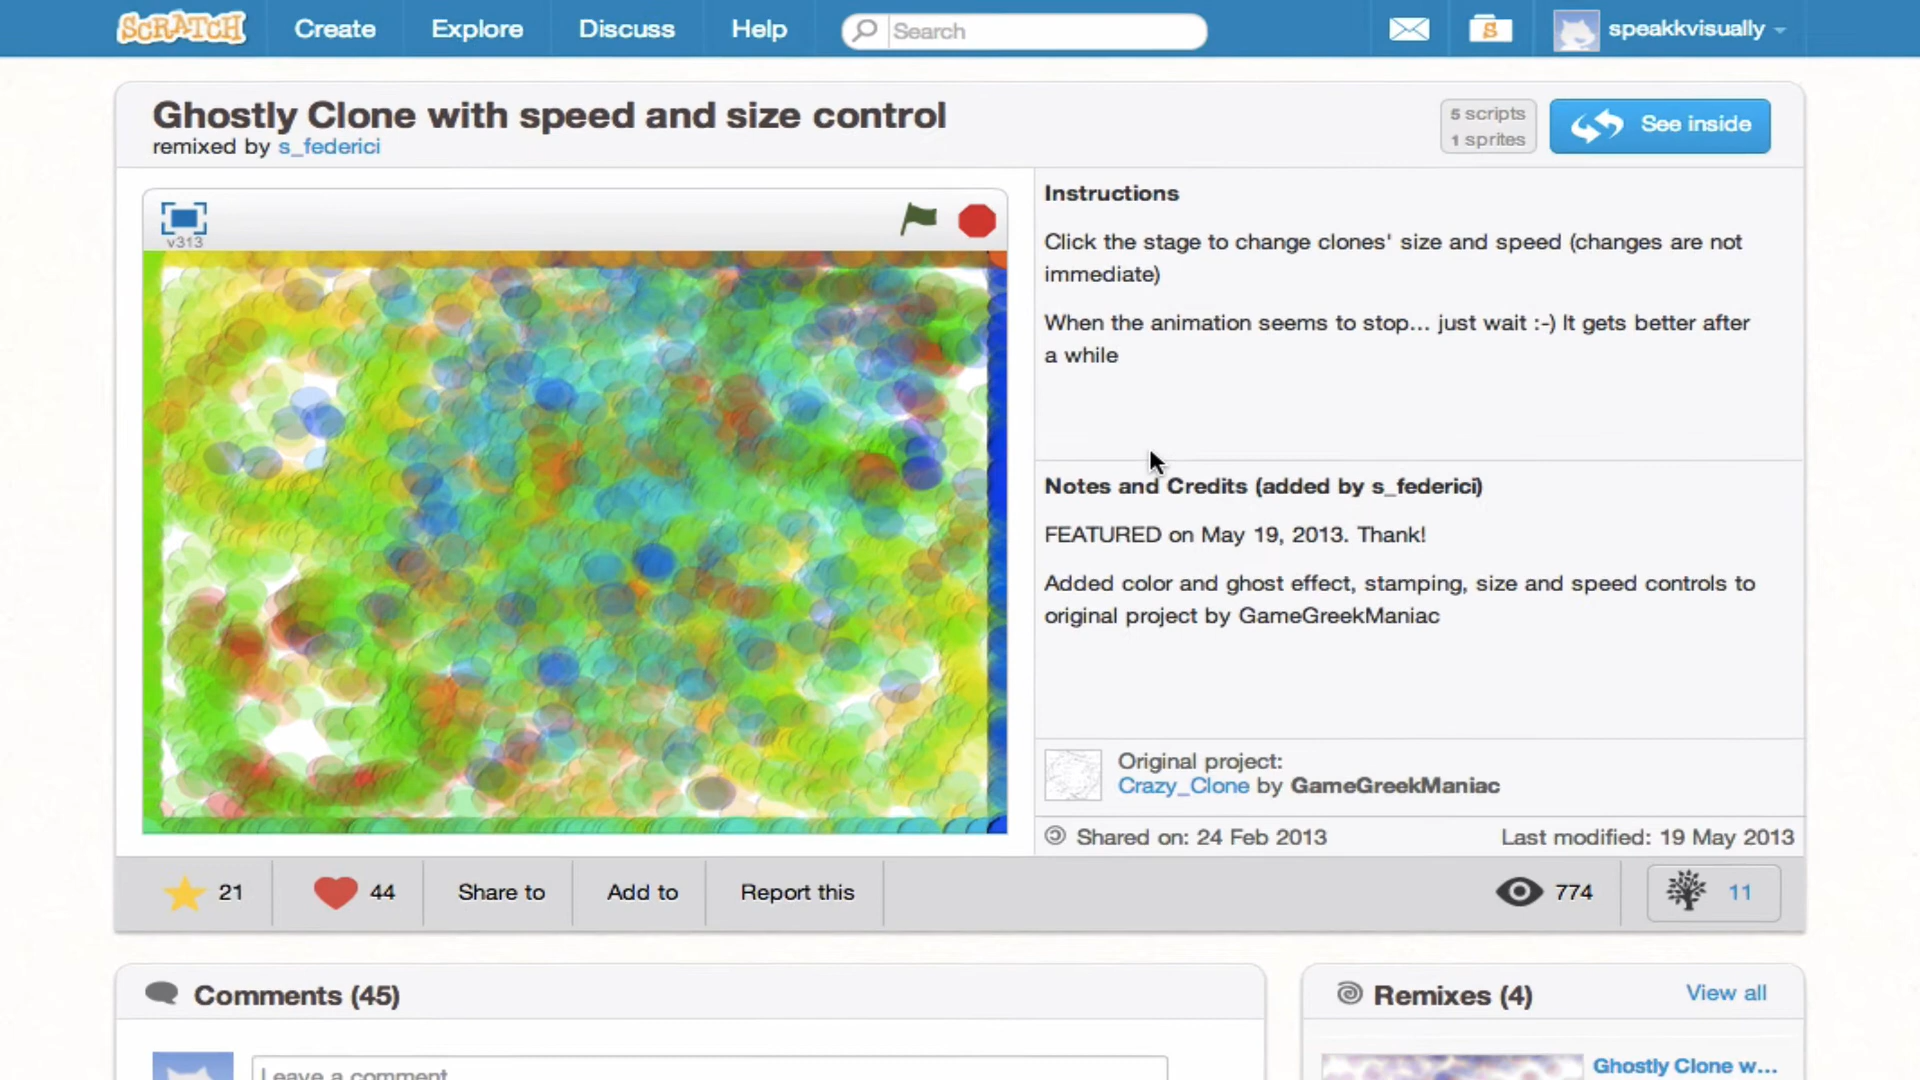 SCRATCH Create Explore Discuss Help Search S speakkvisually
Ghostly Clone with speed and size control
remixed by s_federici
5 scripts
1 sprites
See inside
v313
Instructions
Click the stage to change clones' size and speed (changes are not
immediate)
When the animation seems to stop... just wait :-) It gets better after
a while
Notes and Credits (added by s_federici)
FEATURED on May 19, 2013. Thank!
Added color and ghost effect, stamping, size and speed controls to
original project by GameGreekManiac
Original project:
Crazy_Clone by GameGreekManiac
Shared on: 24 Feb 2013 Last modified: 19 May 2013
21 44 Share to Add to Report this 774 11
Comments (45)
Leave a comment
Remixes (4) View all
Ghostly Clone w...